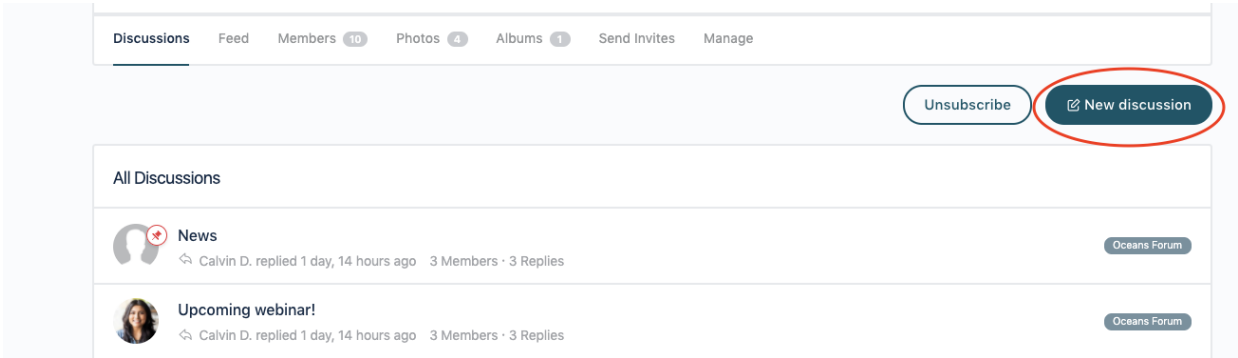 Discussions Feed Members 10 Photos 4 Albums 1 Send Invites Manage
Unsubscribe New discussion
All Discussions
News
Calvin D. replied 1 day, 14 hours ago 3 Members · 3 Replies
Oceans Forum
Upcoming webinar!
Calvin D. replied 1 day, 14 hours ago 3 Members · 3 Replies
Oceans Forum